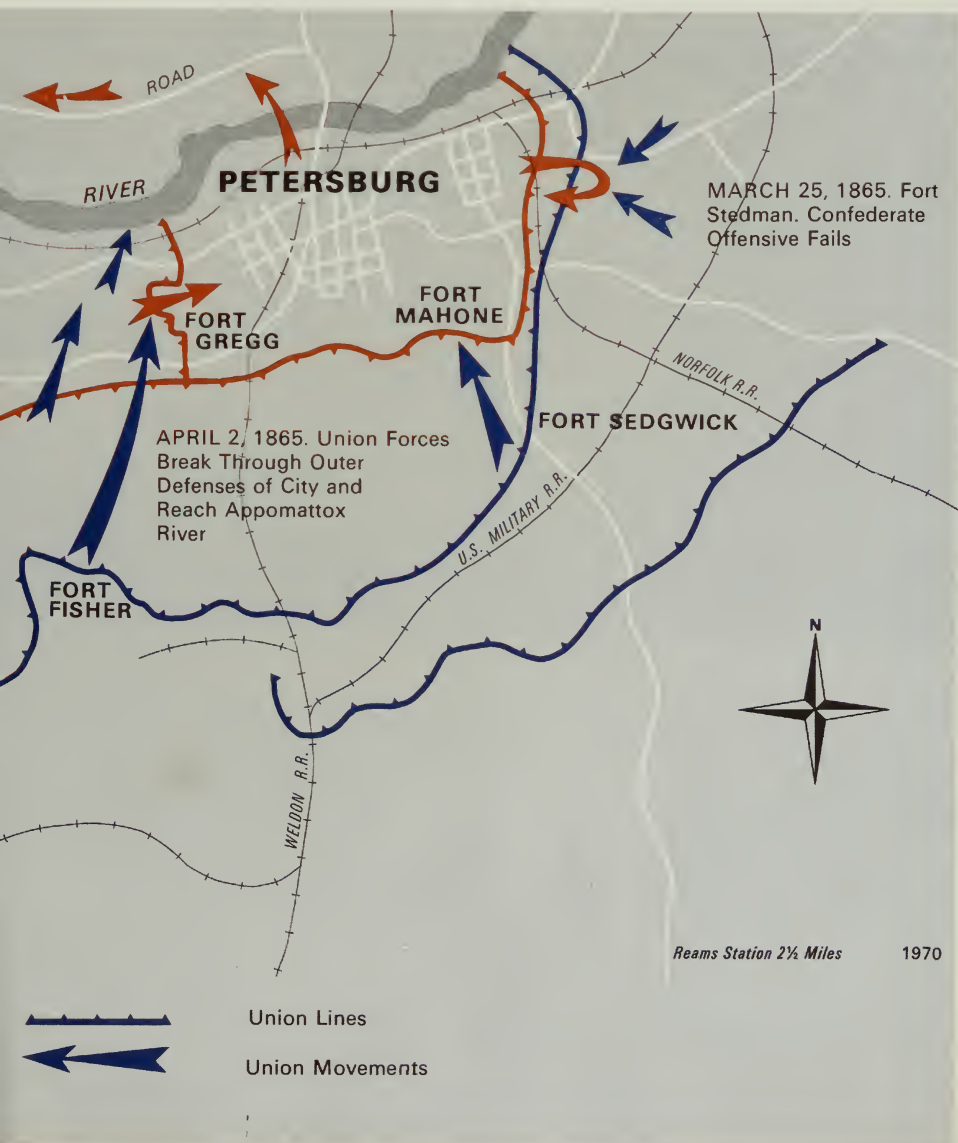 ROAD
RIVER
PETERSBURG
MARCH 25, 1865. Fort
Stedman. Confederate
Offensive Fails
FORT
GREGG
FORT
MAHONE
NORFOLK R.R.
FORT SEDGWICK
APRIL 2, 1865. Union Forces
Break Through Outer
Defenses of City and
Reach Appomattox
River
U.S. MILITARY R.R.
FORT
FISHER
N
WELDON R.R.
Reams Station 2½ Miles
1970
Union Lines
Union Movements